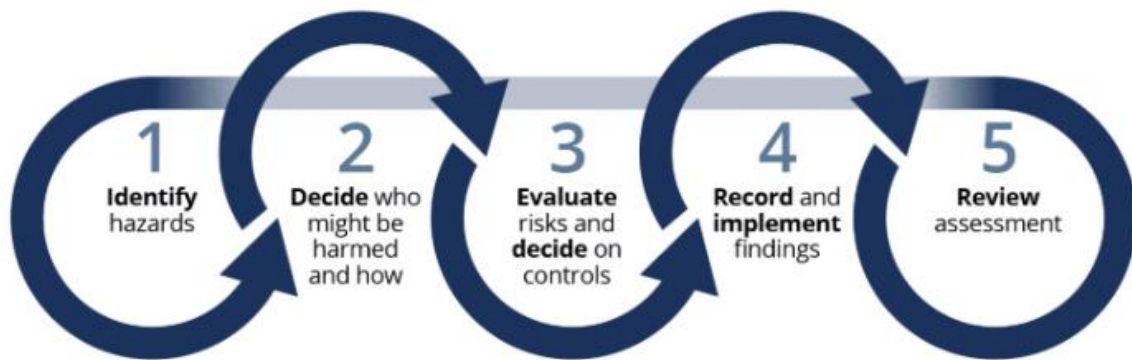 1
Identify
hazards
2
Decide who
might be
harmed
and how
3
Evaluate
risks and
decide on
controls
4
Record and
implement
findings
5
Review
assessment